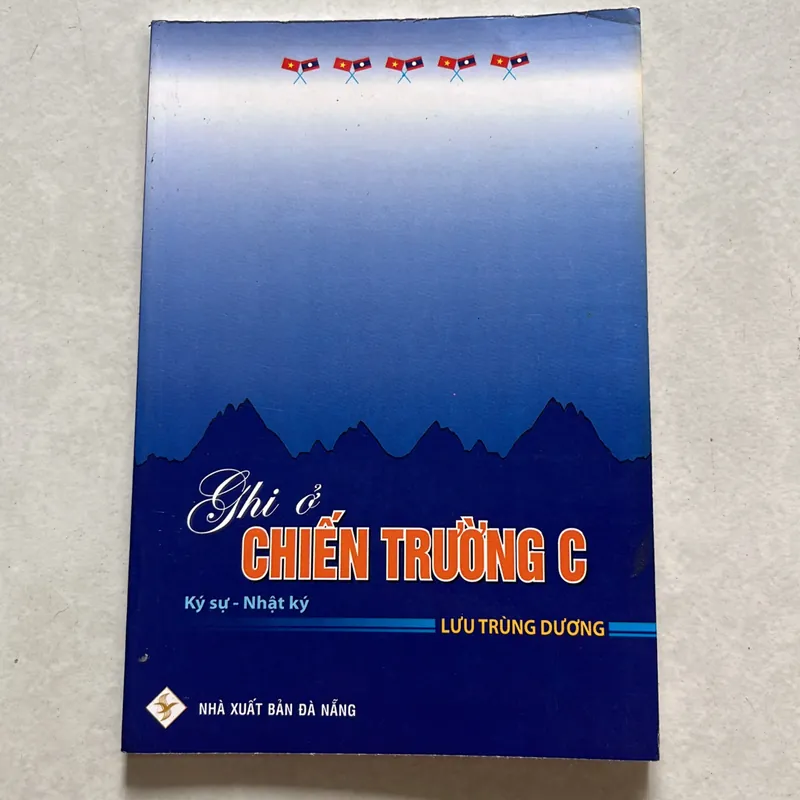 Ghi ở
CHIẾN TRƯỜNG C
Ký sự - Nhật ký
LƯU TRÙNG DƯƠNG
NHÀ XUẤT BẢN ĐÀ NẴNG